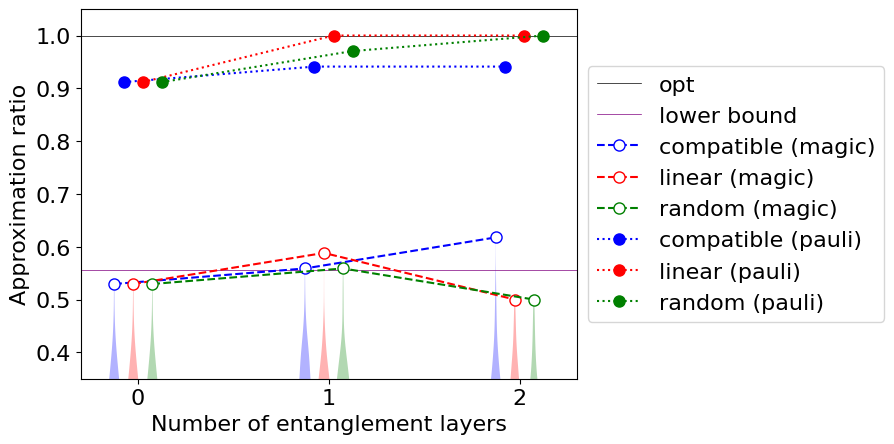 1.0
0.9
0.8
0.7
0.6
0.5
0.4
Approximation ratio
0 1 2
Number of entanglement layers
opt
lower bound
compatible (magic)
linear (magic)
random (magic)
compatible (pauli)
linear (pauli)
random (pauli)